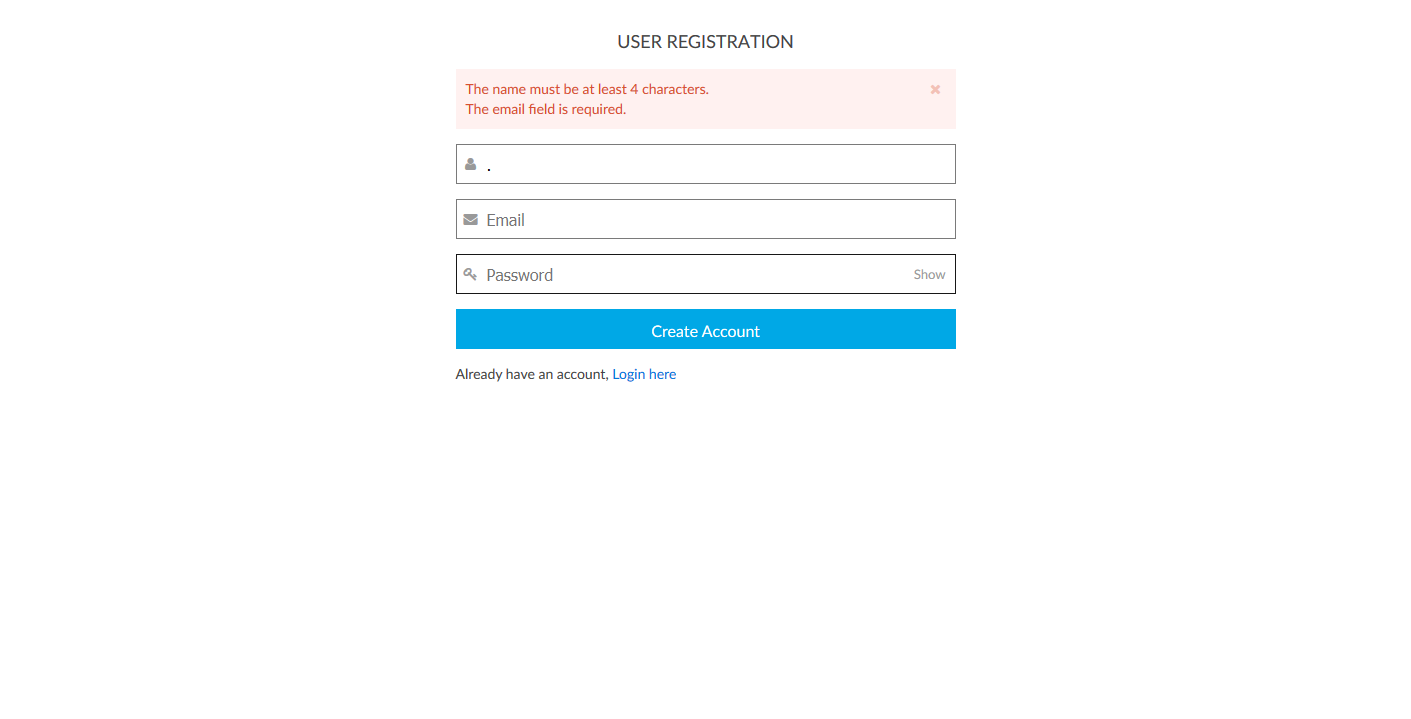 USER REGISTRATION
The name must be at least 4 characters.
The email field is required.
.
Email
Password Show
Create Account
Already have an account, Login here